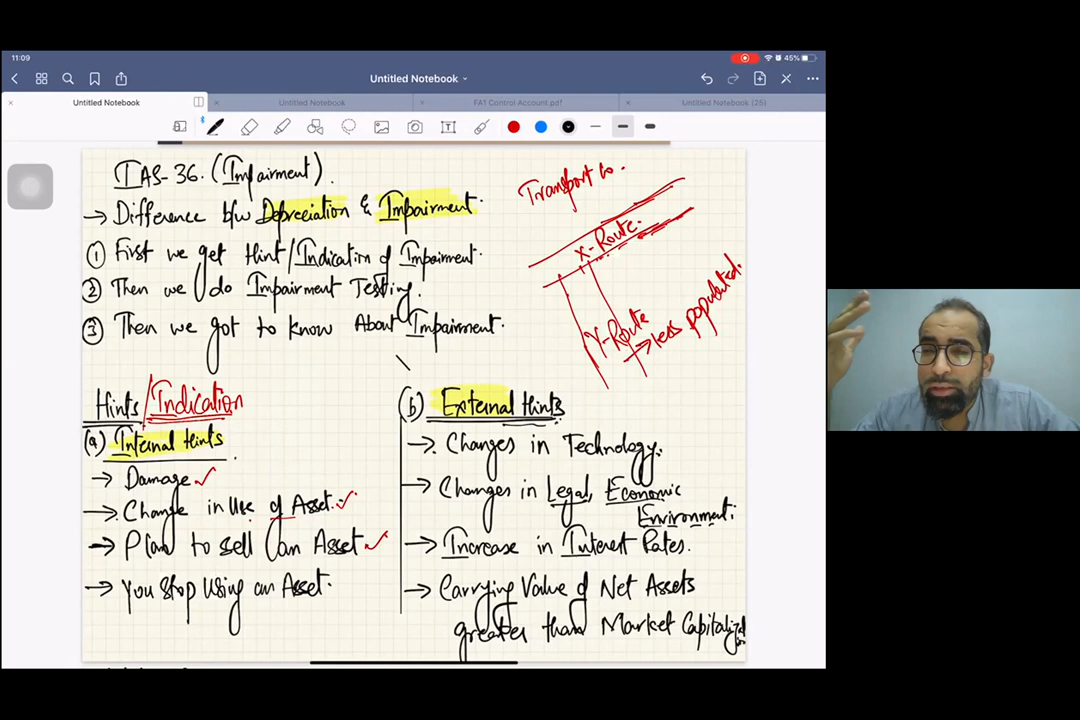 11:09
45%
Untitled Notebook
Untitled Notebook
Untitled Notebook
FA1 Control Account.pdf
Untitled Notebook (25)
IAS-36. (Impairment)
→ Difference b/w Depreciation & Impairment.
① First we get Hint/Indication of Impairment.
② Then we do Impairment Testing.
③ Then we got to know About Impairment.
Transport Co.
X-Route.
Y-Route
→ less populated.
Hints/Indication
(a) Internal Hints
→ Damage ✓
→ Change in Use of Asset. ✓
→ Plan to sell an Asset ✓
→ You Stop Using an Asset.
(b) External Hints
→ Changes in Technology.
→ Changes in Legal, Economic
Environment.
→ Increase in Interest Rates.
→ Carrying Value of Net Assets
greater than Market Capitalization